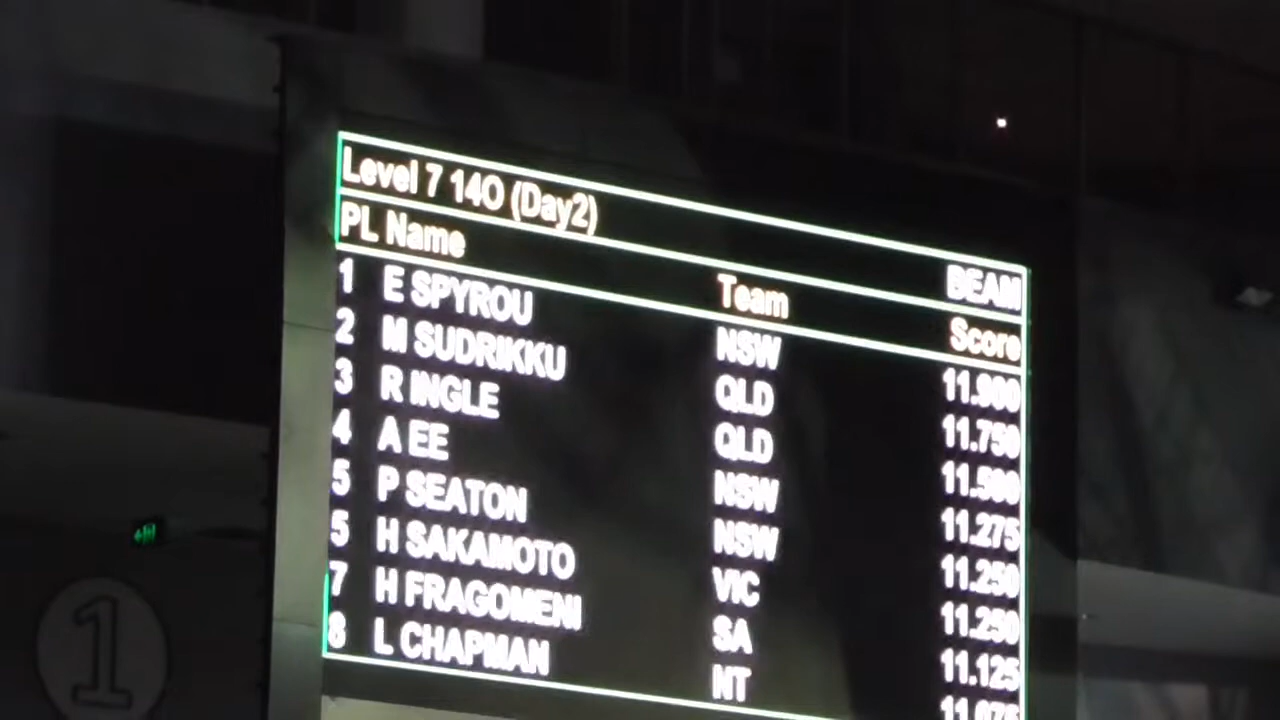 Level 7 14O (Day2) BEAM
PL Name Team Score
1 E SPYROU NSW 11.900
2 M SUDRIKKU QLD 11.750
3 R INGLE QLD 11.500
4 A EE NSW 11.275
5 P SEATON NSW 11.250
5 H SAKAMOTO VIC 11.250
7 H FRAGOMENI SA 11.125
8 L CHAPMAN NT 11.075
1